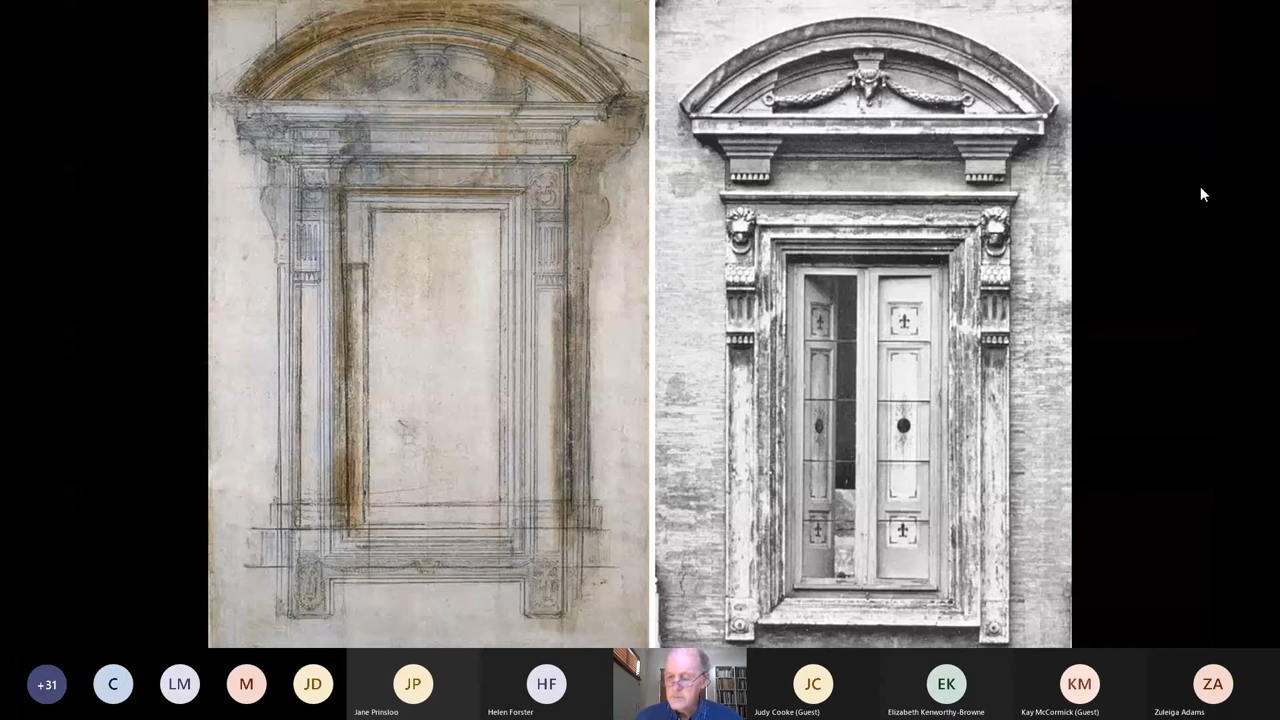 +31
C
LM
M
JD
JP
Jane Prinsloo
HF
Helen Forster
JC
Judy Cooke (Guest)
EK
Elizabeth Kenworthy-Browne
KM
Kay McCormick (Guest)
ZA
Zuleiga Adams